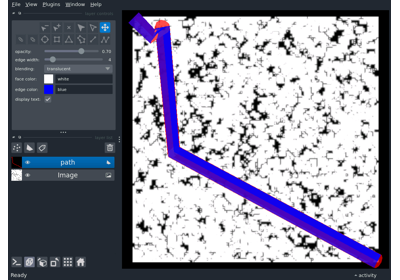 File View Plugins Window Help
opacity: 0.70
edge width: 4
blending: translucent
face color: white
edge color: blue
display text: ✓
path
Image
Ready
activity